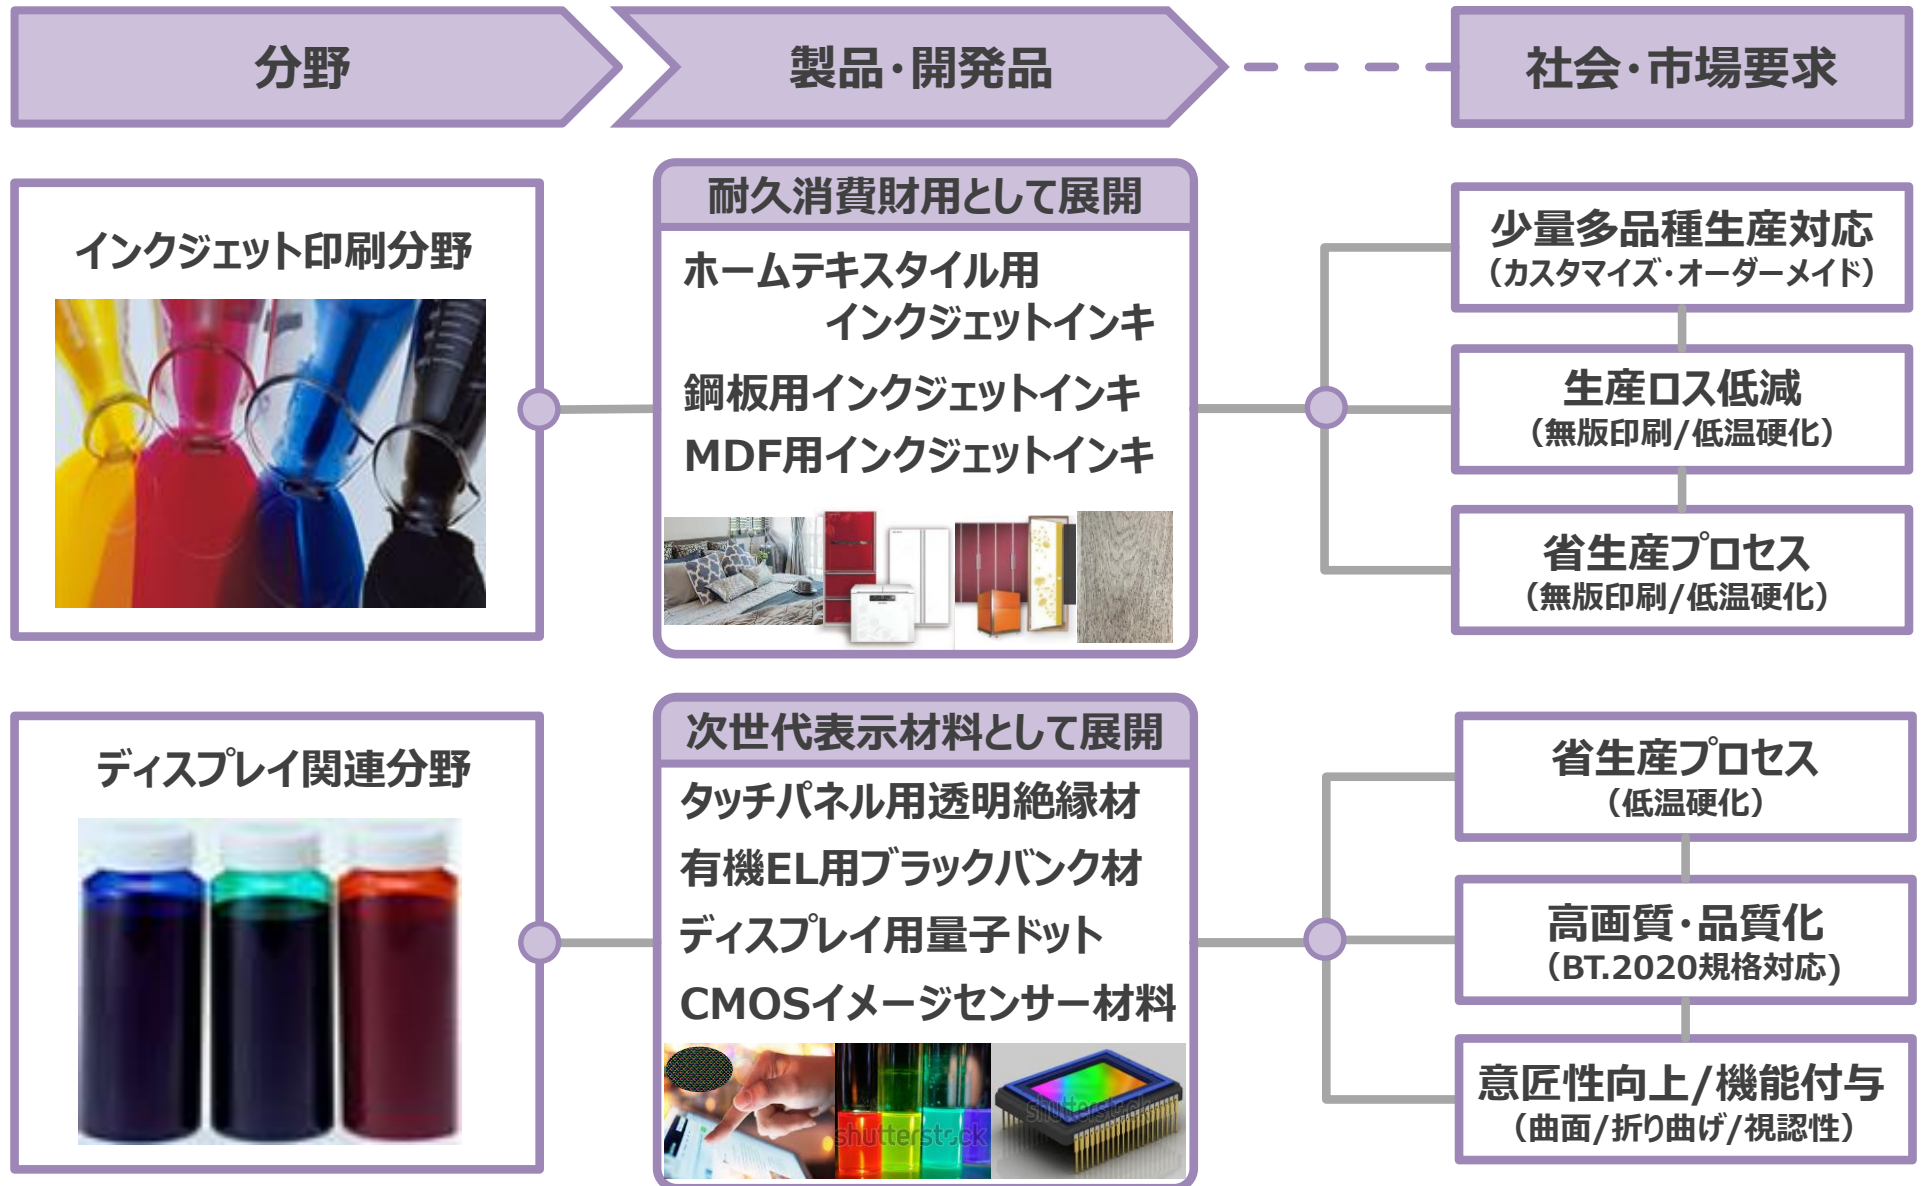 分野
製品・開発品
社会・市場要求
インクジェット印刷分野
耐久消費財用として展開
ホームテキスタイル用
インクジェットインキ
鋼板用インクジェットインキ
MDF用インクジェットインキ
少量多品種生産対応
（カスタマイズ・オーダーメイド）
生産ロス低減
（無版印刷/低温硬化）
省生産プロセス
（無版印刷/低温硬化）
ディスプレイ関連分野
次世代表示材料として展開
タッチパネル用透明絶縁材
有機EL用ブラックバンク材
ディスプレイ用量子ドット
CMOSイメージセンサー材料
shutterstock
shutterstock
省生産プロセス
（低温硬化）
高画質・品質化
（BT.2020規格対応)
意匠性向上/機能付与
（曲面/折り曲げ/視認性）